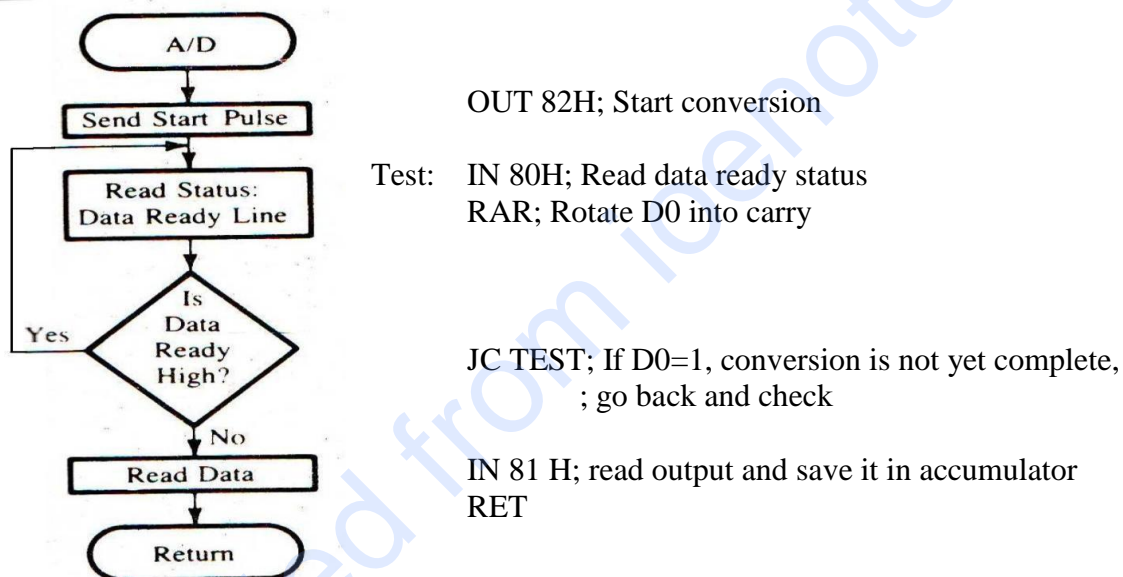 A/D
Send Start Pulse
Read Status:
Data Ready Line
Is
Data
Ready
High?
Yes
No
Read Data
Return
OUT 82H; Start conversion
Test: IN 80H; Read data ready status
RAR; Rotate D0 into carry
JC TEST; If D0=1, conversion is not yet complete,
; go back and check
IN 81 H; read output and save it in accumulator
RET
ed from ioenote